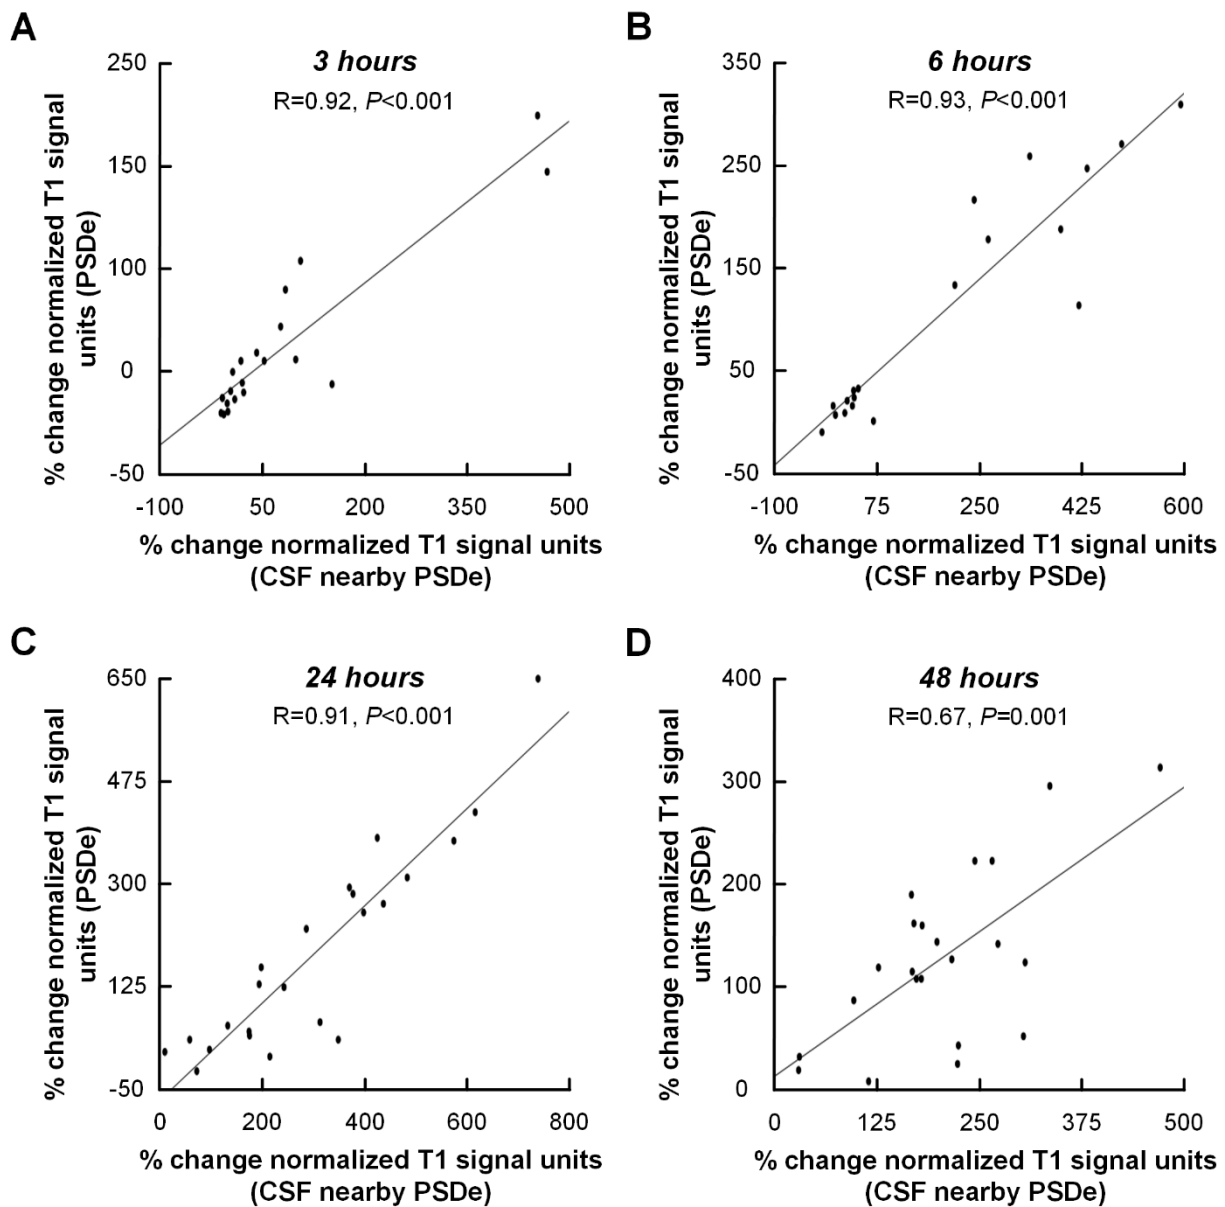 A
3 hours
R=0.92, P<0.001
250
150
100
0
-50
-100
50
200
350
500
% change normalized T1 signal
units (PSDe)
% change normalized T1 signal units
(CSF nearby PSDe)
B
6 hours
R=0.93, P<0.001
350
250
150
50
-50
-100
75
250
425
600
% change normalized T1 signal
units (PSDe)
% change normalized T1 signal units
(CSF nearby PSDe)
C
24 hours
R=0.91, P<0.001
650
475
300
125
-50
0
200
400
600
800
% change normalized T1 signal
units (PSDe)
% change normalized T1 signal units
(CSF nearby PSDe)
D
48 hours
R=0.67, P=0.001
400
300
200
100
0
0
125
250
375
500
% change normalized T1 signal
units (PSDe)
% change normalized T1 signal units
(CSF nearby PSDe)